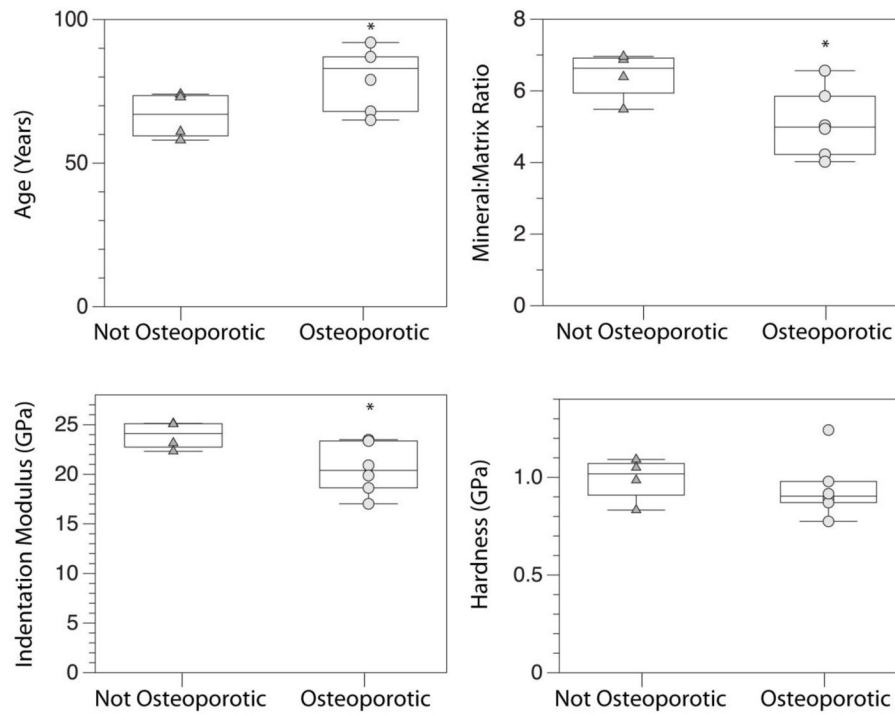 Age (Years)
100
50
0
*
Not Osteoporotic
Osteoporotic
Mineral:Matrix Ratio
8
6
4
2
0
*
Not Osteoporotic
Osteoporotic
Indentation Modulus (GPa)
25
20
15
10
5
0
*
Not Osteoporotic
Osteoporotic
Hardness (GPa)
1.0
0.5
0
Not Osteoporotic
Osteoporotic